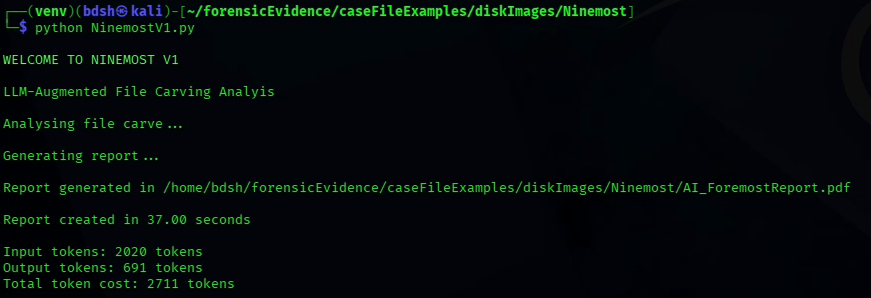 ┌──(venv)(bdsh㉿kali)-[~/forensicEvidence/caseFileExamples/diskImages/Ninemost]
└─$ python NinemostV1.py
WELCOME TO NINEMOST V1
LLM-Augmented File Carving Analyis
Analysing file carve...
Generating report...
Report generated in /home/bdsh/forensicEvidence/caseFileExamples/diskImages/Ninemost/AI_ForemostReport.pdf
Report created in 37.00 seconds
Input tokens: 2020 tokens
Output tokens: 691 tokens
Total token cost: 2711 tokens